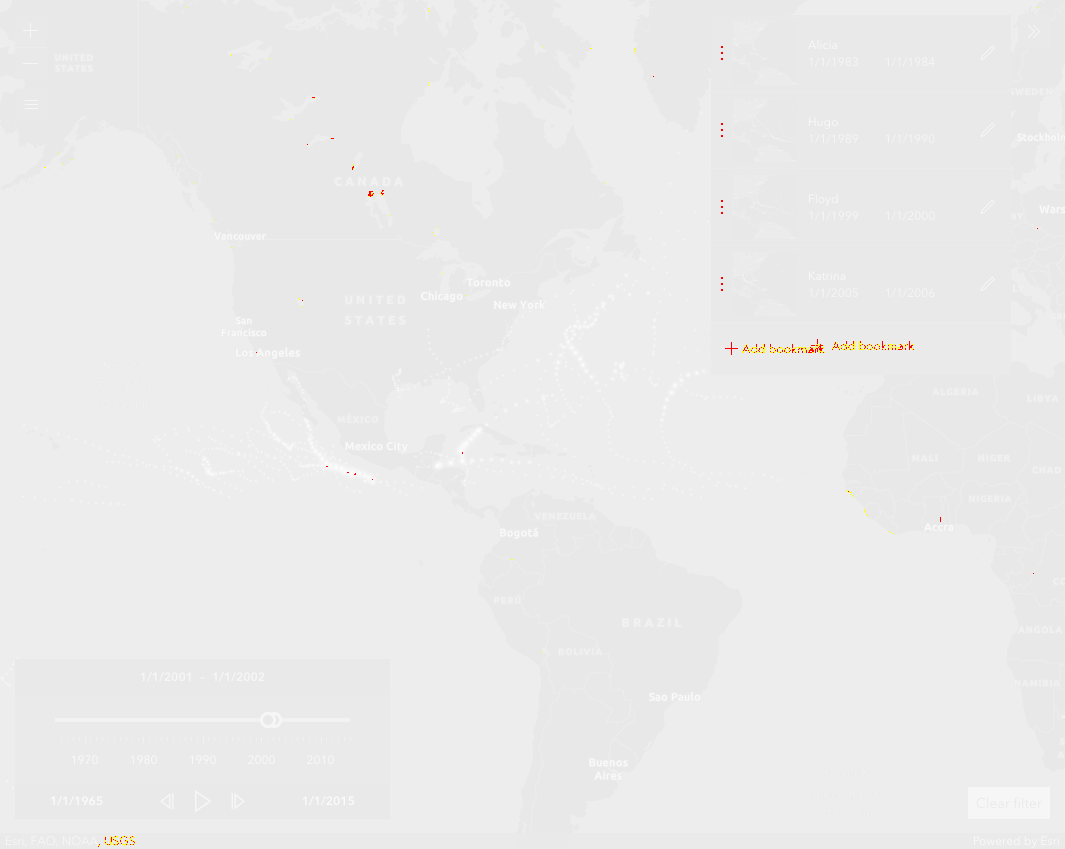 UNITED
STATES
Alicia
1/1/1983 1/1/1984
Hugo
1/1/1989 1/1/1990
Floyd
1/1/1999 1/1/2000
Katrina
1/1/2005 1/1/2006
Add bookmark
Add bookmark
Stockholm
CANADA
Vancouver
UNITED
STATES
Toronto
Chicago
New York
San
Francisco
Los Angeles
MÉXICO
Mexico City
ALGERIA
LIBYA
MALI
NIGER
CHAD
NIGERIA
Accra
VENEZUELA
Bogotá
PERU
BRAZIL
BOLIVIA
ANGOLA
NAMIBIA
Sao Paulo
Buenos
Aires
1/1/2001 - 1/1/2002
1970 1980 1990 2000 2010
1/1/1965 1/1/2015
Clear filter
Esri, FAO, NOAA, USGS
Powered by Esri